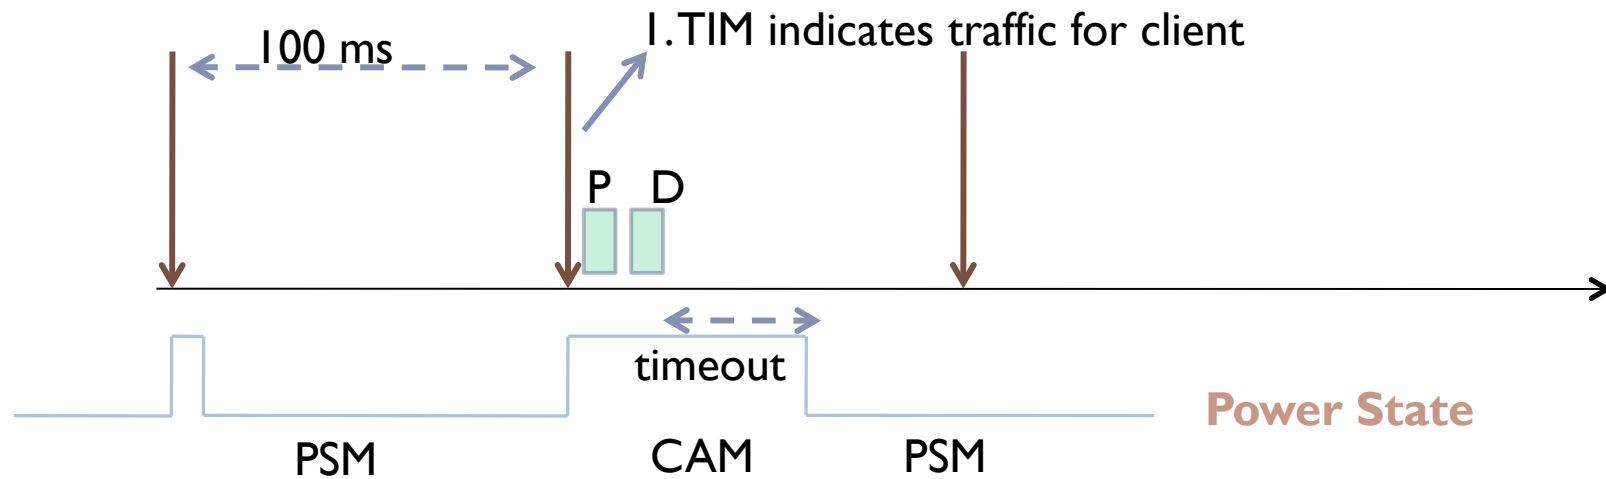 100 ms
1. TIM indicates traffic for client
P D
timeout
Power State
PSM CAM PSM